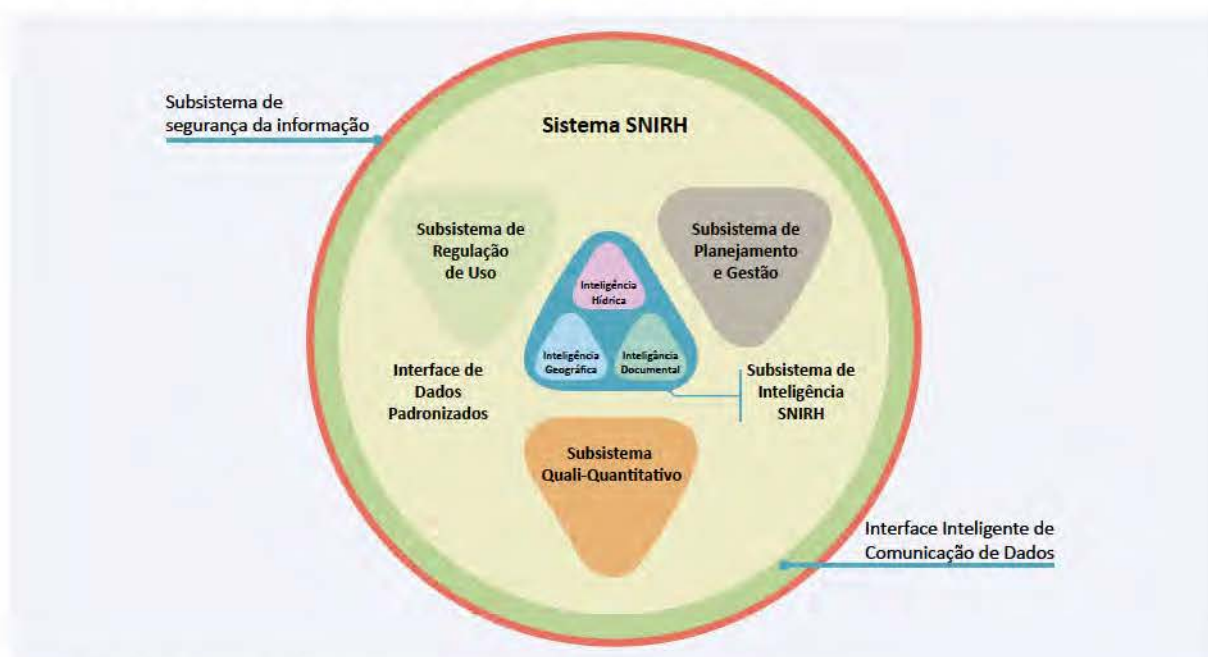 Subsistema de
segurança da informação
Sistema SNIRH
Subsistema de
Regulação
de Uso
Subsistema de
Planejamento
e Gestão
Inteligência
Hídrica
Inteligência
Geográfica
Inteligância
Documental
Interface de
Dados
Padronizados
Subsistema de
Inteligência
SNIRH
Subsistema
Quali-Quantitativo
Interface Inteligente de
Comunicação de Dados